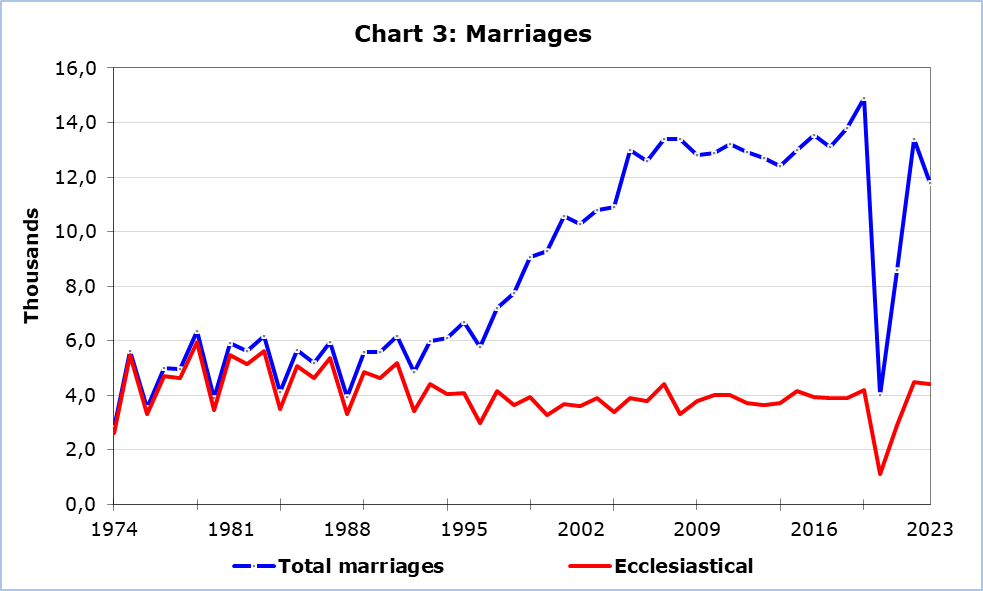 Chart 3: Marriages
16,0
14,0
12,0
10,0
8,0
6,0
4,0
2,0
0,0
Thousands
1974 1981 1988 1995 2002 2009 2016 2023
Total marriages Ecclesiastical